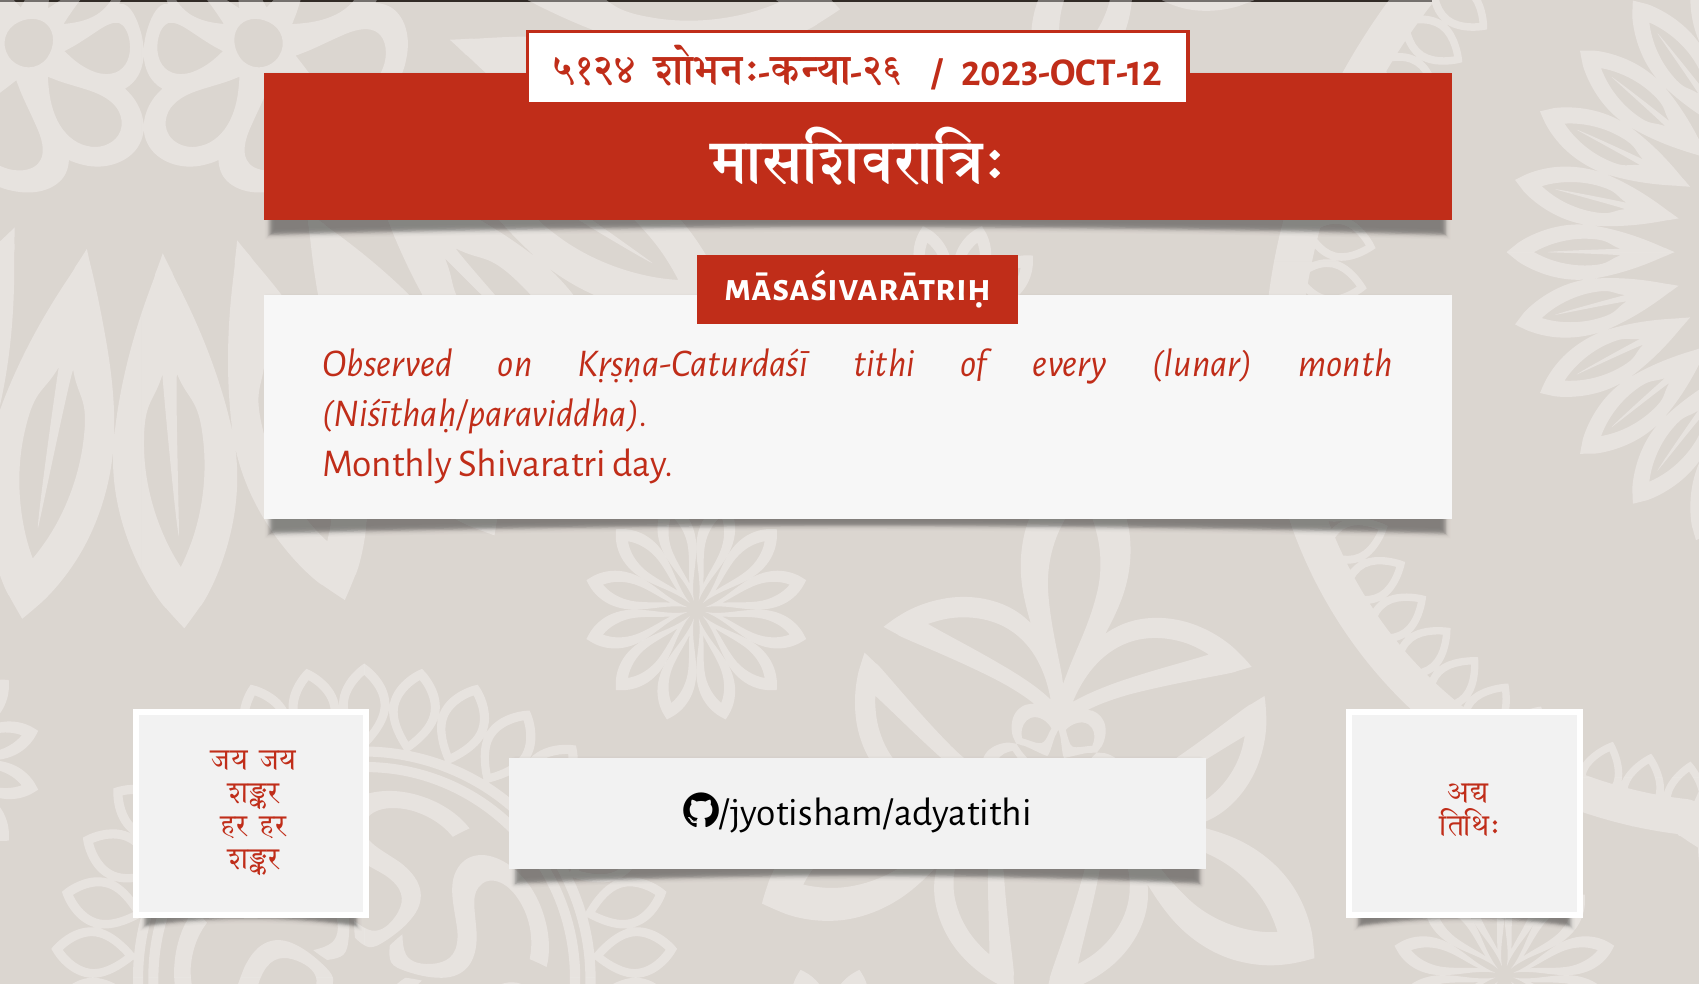 ५१२४ शोभनः-कन्या-२६ / 2023-OCT-12
मासशिवरात्रिः
MĀSAŚIVARĀTRIḤ
Observed on Kṛṣṇa-Caturdaśī tithi of every (lunar) month
(Niśīthaḥ/paraviddha).
Monthly Shivaratri day.
जय जय
शङ्कर
हर हर
शङ्कर
/jyotisham/adyatithi
अद्य
तिथिः